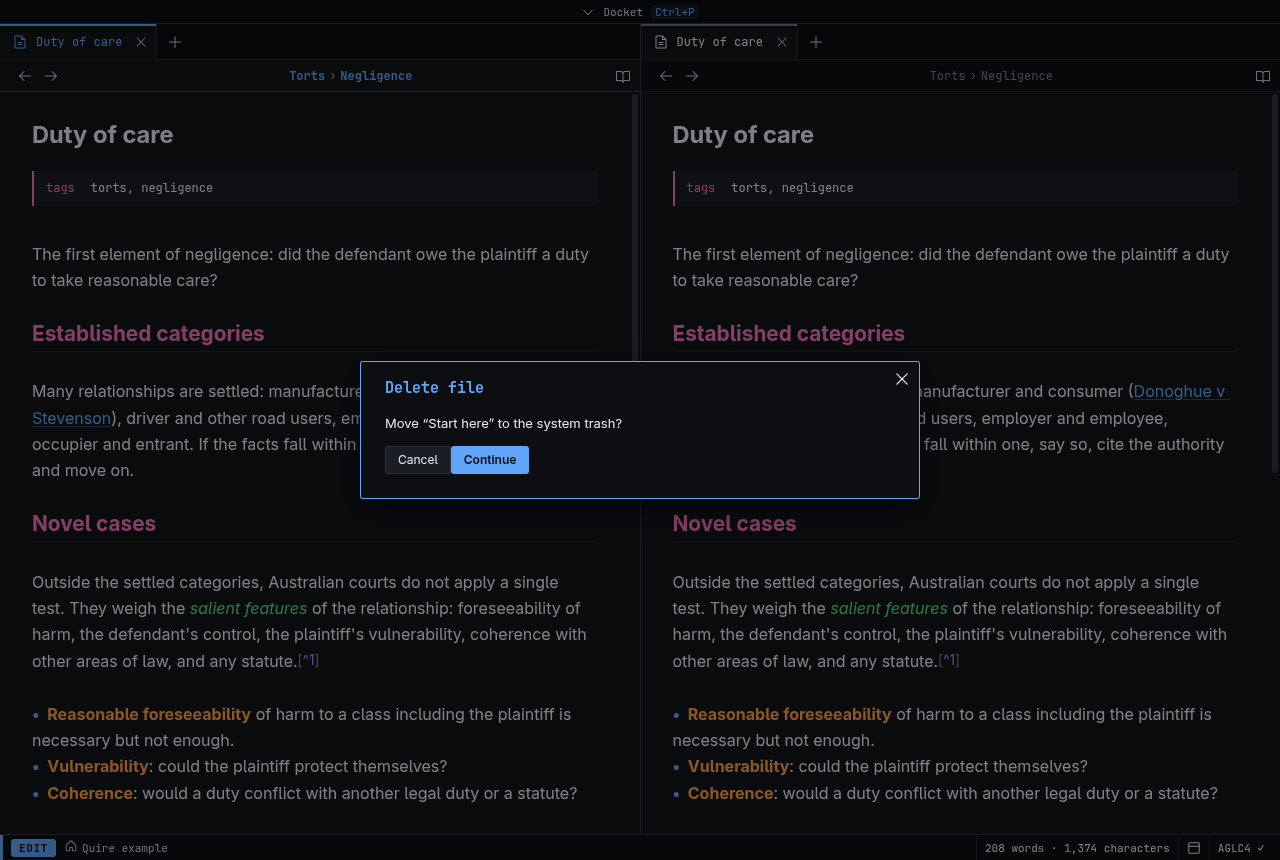 Docket Ctrl+P
Duty of care
Torts › Negligence
Duty of care
tags torts, negligence
The first element of negligence: did the defendant owe the plaintiff a duty
to take reasonable care?
Established categories
Many relationships are settled: manufacture
Stevenson), driver and other road users, em
occupier and entrant. If the facts fall within
and move on.
Novel cases
Outside the settled categories, Australian courts do not apply a single
test. They weigh the salient features of the relationship: foreseeability of
harm, the defendant's control, the plaintiff's vulnerability, coherence with
other areas of law, and any statute.[^1]
• Reasonable foreseeability of harm to a class including the plaintiff is
necessary but not enough.
• Vulnerability: could the plaintiff protect themselves?
• Coherence: would a duty conflict with another legal duty or a statute?
Duty of care
Torts › Negligence
Duty of care
tags torts, negligence
The first element of negligence: did the defendant owe the plaintiff a duty
to take reasonable care?
Established categories
anufacturer and consumer (Donoghue v
d users, employer and employee,
fall within one, say so, cite the authority
Novel cases
Outside the settled categories, Australian courts do not apply a single
test. They weigh the salient features of the relationship: foreseeability of
harm, the defendant's control, the plaintiff's vulnerability, coherence with
other areas of law, and any statute.[^1]
• Reasonable foreseeability of harm to a class including the plaintiff is
necessary but not enough.
• Vulnerability: could the plaintiff protect themselves?
• Coherence: would a duty conflict with another legal duty or a statute?
Delete file
Move “Start here” to the system trash?
Cancel Continue
EDIT Quire example
208 words · 1,374 characters AGLC4 ✓